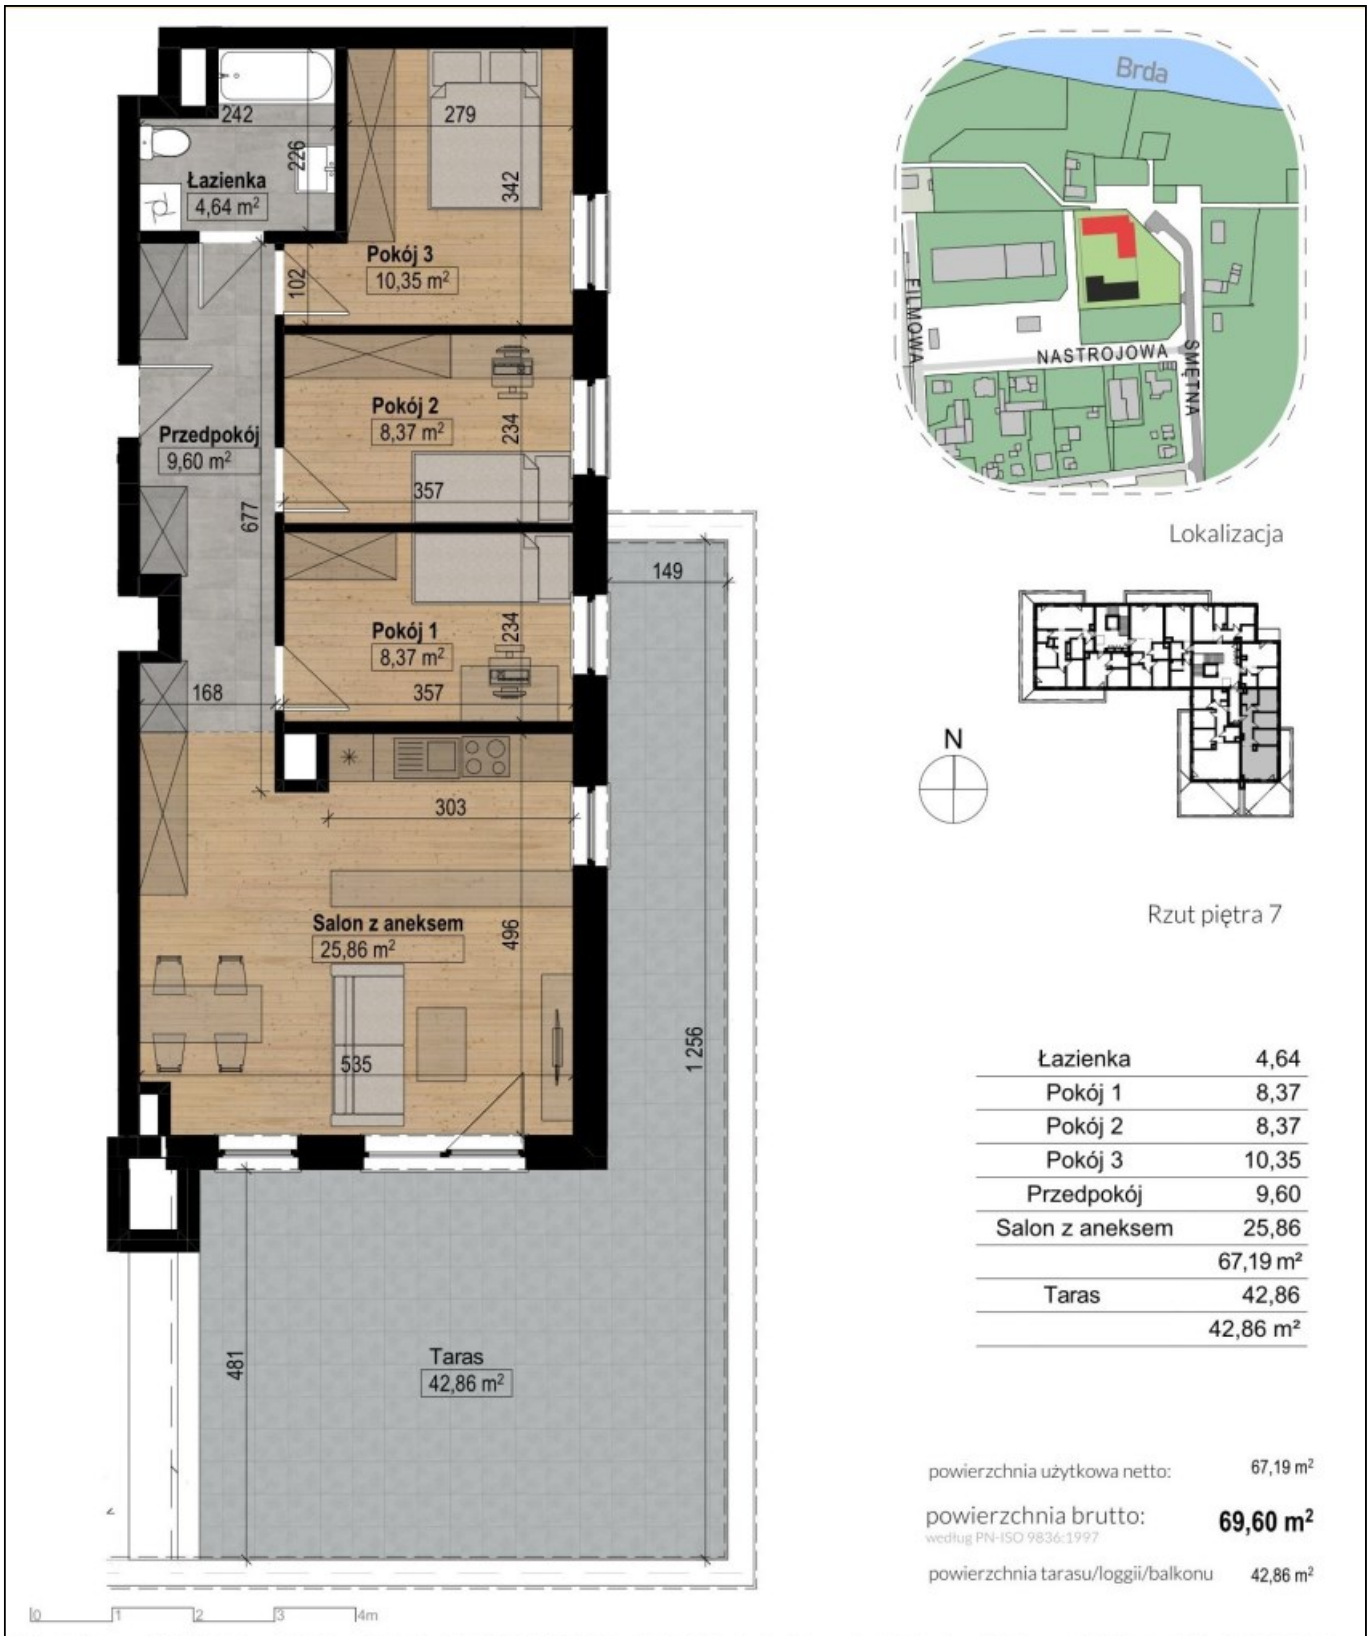 242
226
Łazienka
4,64 m²
279
342
Pokój 3
10,35 m²
102
Pokój 2
8,37 m²
234
357
Przedpokój
9,60 m²
677
Pokój 1
8,37 m²
234
357
168
149
303
Salon z aneksem
25,86 m²
496
535
1 256
481
Taras
42,86 m²
0 1 2 3 4m
Brda
FILMOWA
NASTROJOWA
SMĘTNA
Lokalizacja
N
Rzut piętra 7
Łazienka 4,64
Pokój 1 8,37
Pokój 2 8,37
Pokój 3 10,35
Przedpokój 9,60
Salon z aneksem 25,86
67,19 m²
Taras 42,86
42,86 m²
powierzchnia użytkowa netto: 67,19 m²
powierzchnia brutto: 69,60 m²
według PN-ISO 9836:1997
powierzchnia tarasu/loggii/balkonu 42,86 m²